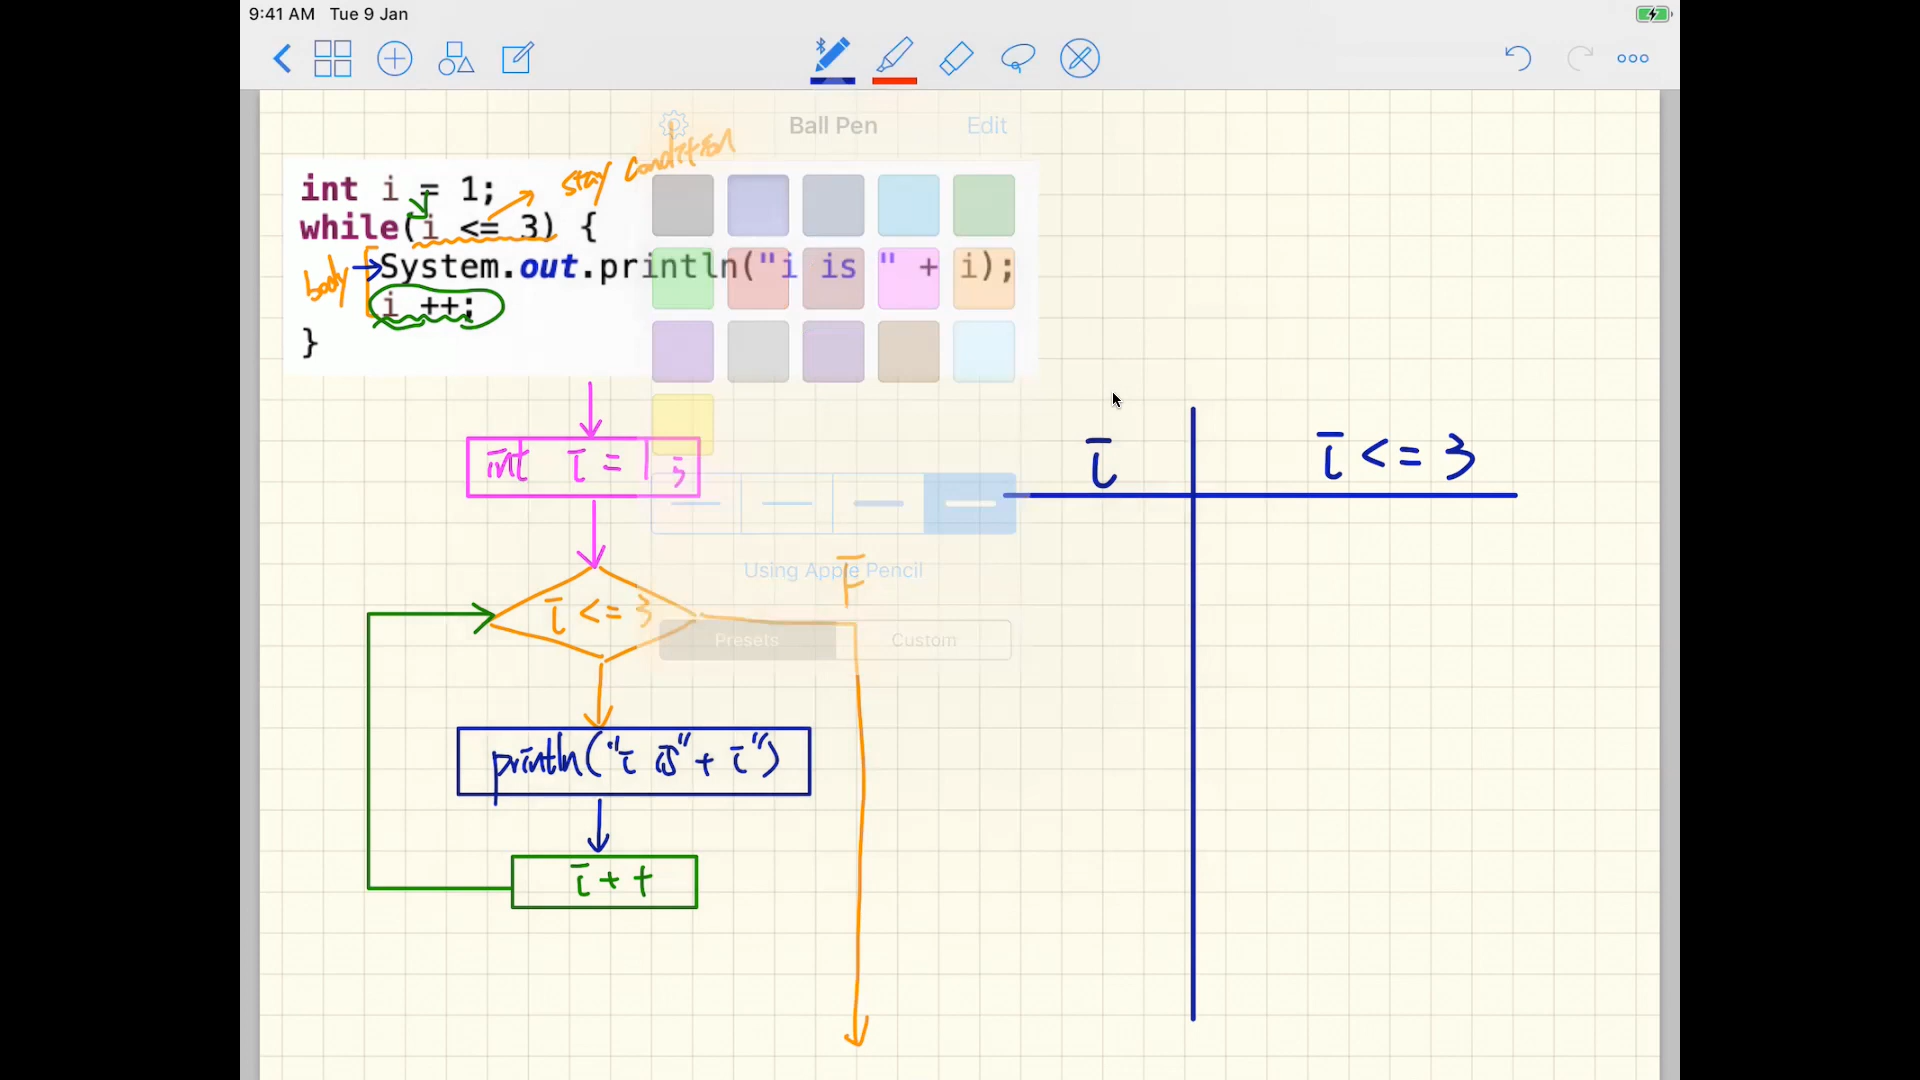 9:41 AM Tue 9 Jan
Ball Pen Edit
stay condition
int i = 1;
while(i <= 3) {
body
System.out.println("i is " + i);
i ++;
}
int i = 1;
i
i <= 3
Using Apple Pencil
F
i <= 3
Presets Custom
println("i is" + i")
i++